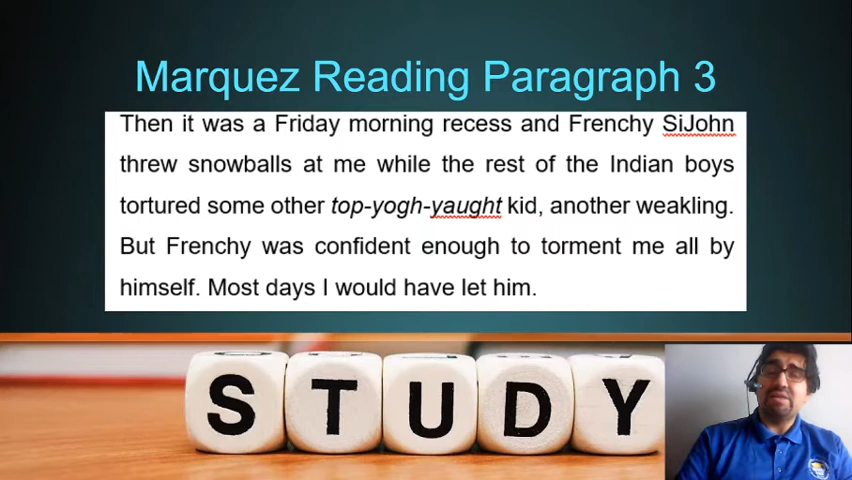 Marquez Reading Paragraph 3
Then it was a Friday morning recess and Frenchy SiJohn
threw snowballs at me while the rest of the Indian boys
tortured some other top-yogh-yaught kid, another weakling.
But Frenchy was confident enough to torment me all by
himself. Most days I would have let him.
STUDY